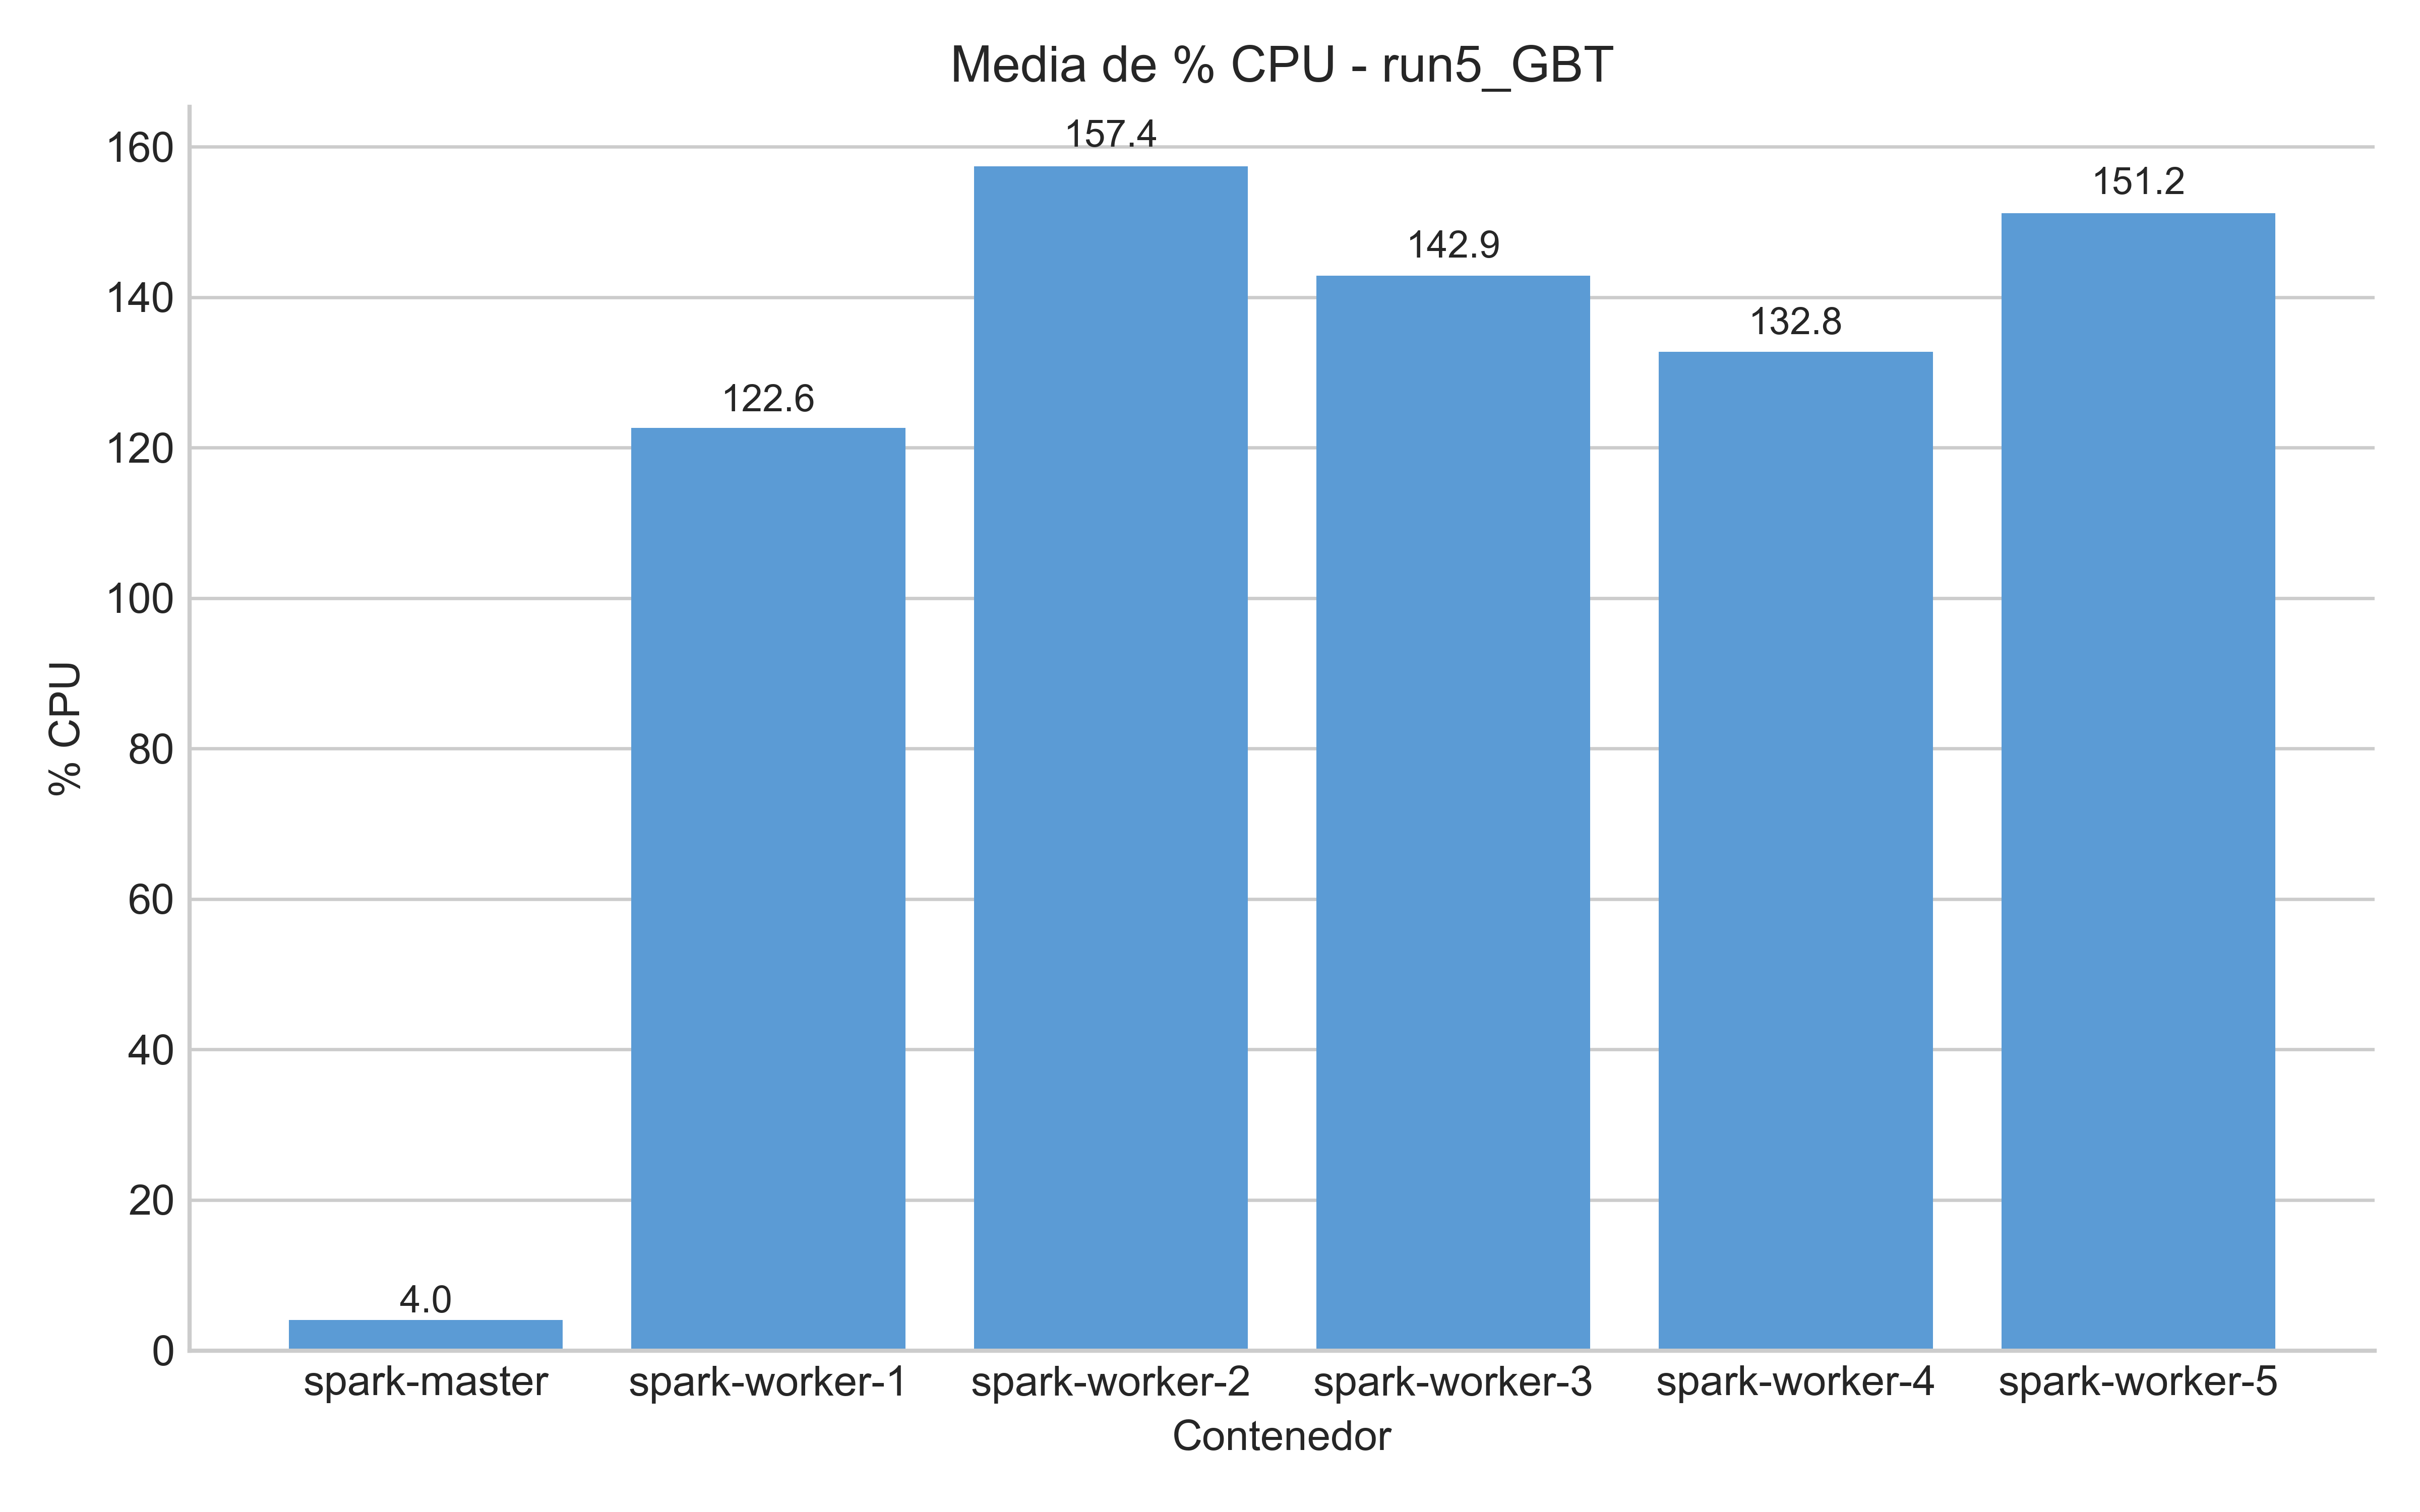 Media de % CPU - run5_GBT
% CPU
160
140
120
100
80
60
40
20
0
4.0
122.6
157.4
142.9
132.8
151.2
spark-master
spark-worker-1
spark-worker-2
spark-worker-3
spark-worker-4
spark-worker-5
Contenedor